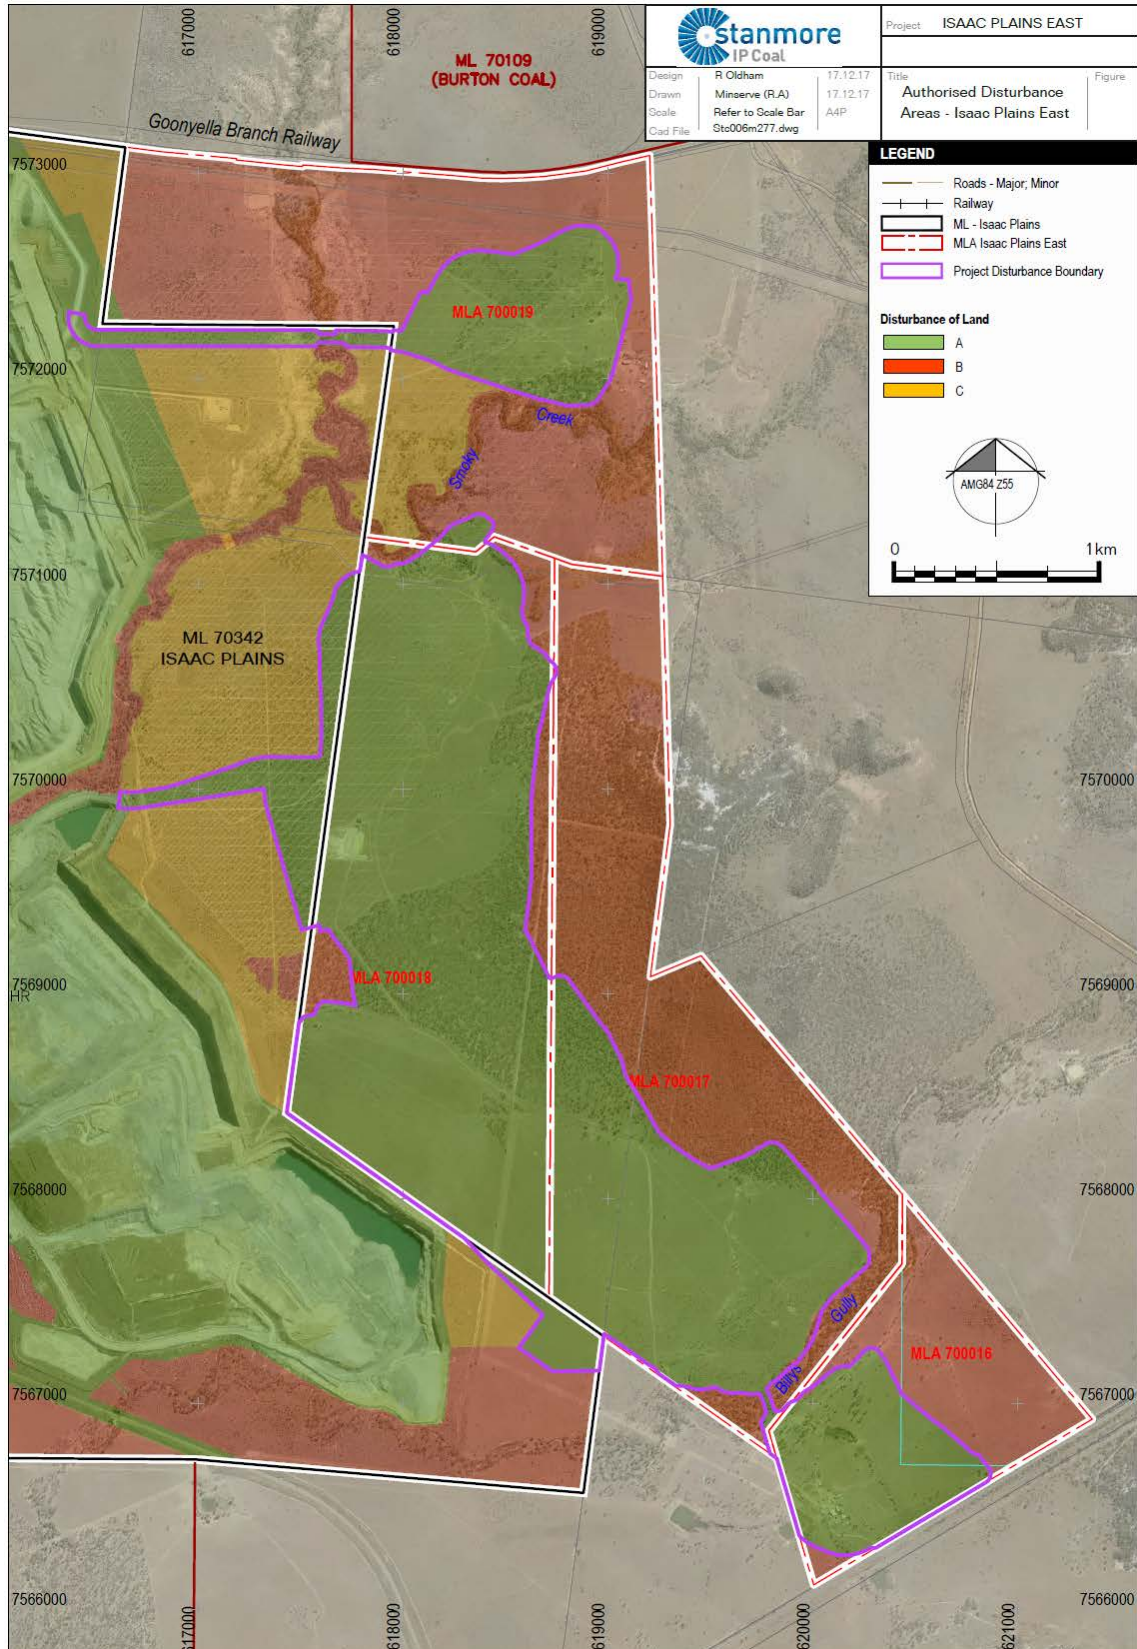 617000
618000
619000
stanmore
IP Coal
Project ISAAC PLAINS EAST
Design R Oldham 17.12.17
Drawn Minserve (R.A) 17.12.17
Scale Refer to Scale Bar A4P
Cad File Stc006m277.dwg
Title Figure
Authorised Disturbance
Areas - Isaac Plains East
ML 70109
(BURTON COAL)
Goonyella Branch Railway
7573000
LEGEND
Roads - Major; Minor
Railway
ML - Isaac Plains
MLA Isaac Plains East
Project Disturbance Boundary
Disturbance of Land
A
B
C
AMG84 Z55
0 1km
MLA 700019
7572000
Creek
Smoky
7571000
ML 70342
ISAAC PLAINS
7570000
7570000
MLA 700018
7569000
7569000
HR
MLA 700017
7568000
7568000
Gully
MLA 700016
Billys
7567000
7567000
7566000
7566000
617000
618000
619000
620000
621000